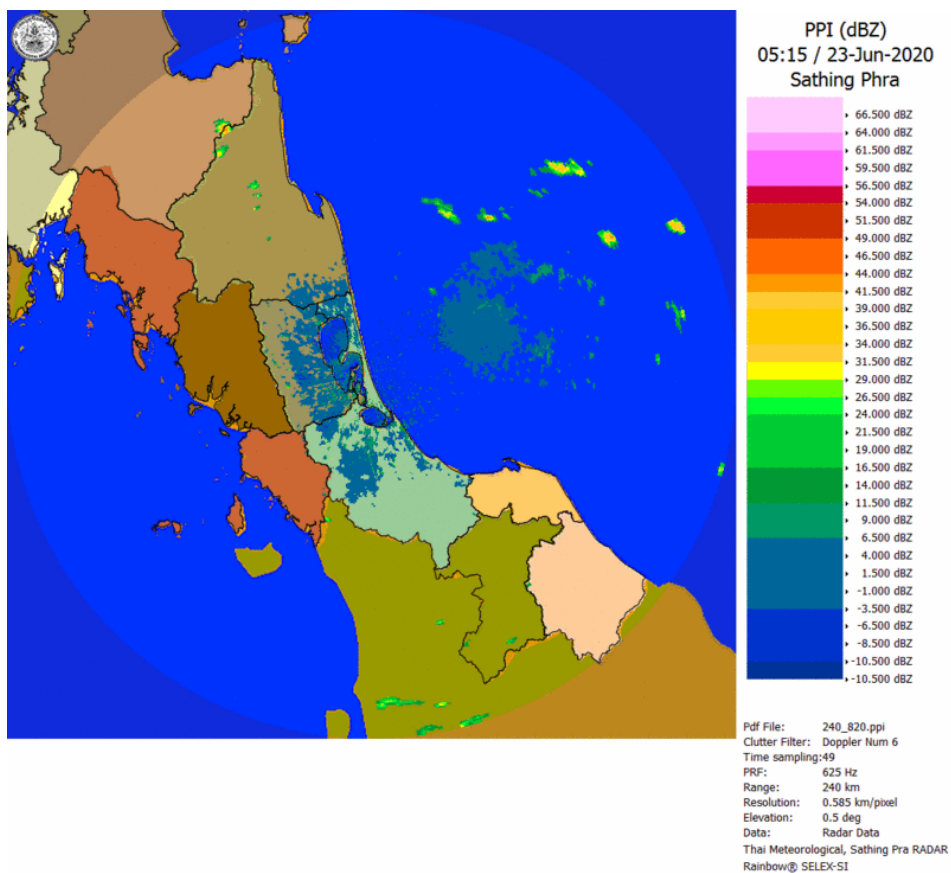 PPI (dBZ)
05:15 / 23-Jun-2020
Sathing Phra
66.500 dBZ
64.000 dBZ
61.500 dBZ
59.500 dBZ
56.500 dBZ
54.000 dBZ
51.500 dBZ
49.000 dBZ
46.500 dBZ
44.000 dBZ
41.500 dBZ
39.000 dBZ
36.500 dBZ
34.000 dBZ
31.500 dBZ
29.000 dBZ
26.500 dBZ
24.000 dBZ
21.500 dBZ
19.000 dBZ
16.500 dBZ
14.000 dBZ
11.500 dBZ
9.000 dBZ
6.500 dBZ
4.000 dBZ
1.500 dBZ
-1.000 dBZ
-3.500 dBZ
-6.500 dBZ
-8.500 dBZ
-10.500 dBZ
-10.500 dBZ
Pdf File: 240_820.ppi
Clutter Filter: Doppler Num 6
Time sampling:49
PRF: 625 Hz
Range: 240 km
Resolution: 0.585 km/pixel
Elevation: 0.5 deg
Data: Radar Data
Thai Meteorological, Sathing Pra RADAR
Rainbow® SELEX-SI